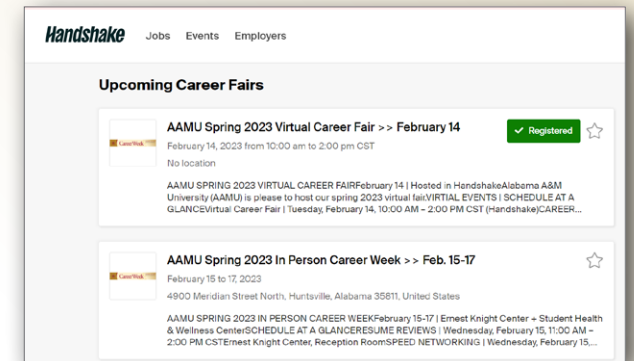 Handshake Jobs Events Employers
Upcoming Career Fairs
AAMU Spring 2023 Virtual Career Fair >> February 14
Registered
February 14, 2023 from 10:00 am to 2:00 pm CST
No location
AAMU SPRING 2023 VIRTUAL CAREER FAIRFebruary 14 | Hosted in HandshakeAlabama A&M
University (AAMU) is please to host our spring 2023 virtual fair.VIRTIAL EVENTS | SCHEDULE AT A
GLANCEVirtual Career Fair | Tuesday, February 14, 10:00 AM – 2:00 PM CST (Handshake)CAREER...
Career Week
AAMU Spring 2023 In Person Career Week >> Feb. 15-17
February 15 to 17, 2023
4900 Meridian Street North, Huntsville, Alabama 35811, United States
AAMU SPRING 2023 IN PERSON CAREER WEEKFebruary 15-17 | Ernest Knight Center + Student Health
& Wellness CenterSCHEDULE AT A GLANCERESUME REVIEWS | Wednesday, February 15, 11:00 AM –
2:00 PM CSTErnest Knight Center, Reception RoomSPEED NETWORKING | Wednesday, February 15,...
Career Week